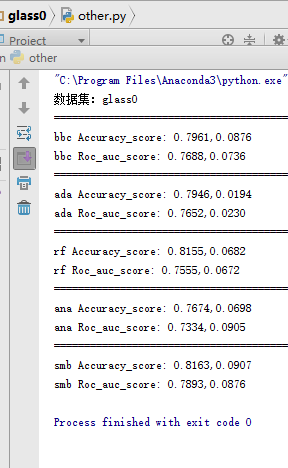 glass0 other.py
Project
other
"C:\Program Files\Anaconda3\python.exe"
数据集：glass0
bbc Accuracy_score: 0.7961,0.0876
bbc Roc_auc_score: 0.7688,0.0736
ada Accuracy_score: 0.7946,0.0194
ada Roc_auc_score: 0.7652,0.0230
rf Accuracy_score: 0.8155,0.0682
rf Roc_auc_score: 0.7555,0.0672
ana Accuracy_score: 0.7674,0.0698
ana Roc_auc_score: 0.7334,0.0905
smb Accuracy_score: 0.8163,0.0907
smb Roc_auc_score: 0.7893,0.0876
Process finished with exit code 0